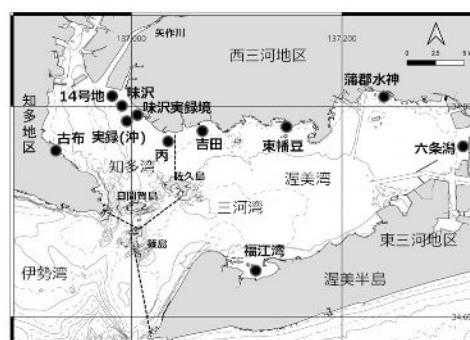 矢作川
137.000
137.200
西三河地区
0
2.5
蒲郡水神
14号地
味沢
味沢実録境
知多地区
実録(沖)
吉田
東幡豆
六条潟
古布
丙
知多湾
佐久島
渥美湾
日間賀島
三河湾
篠島
福江湾
東三河地区
伊勢湾
渥美半島